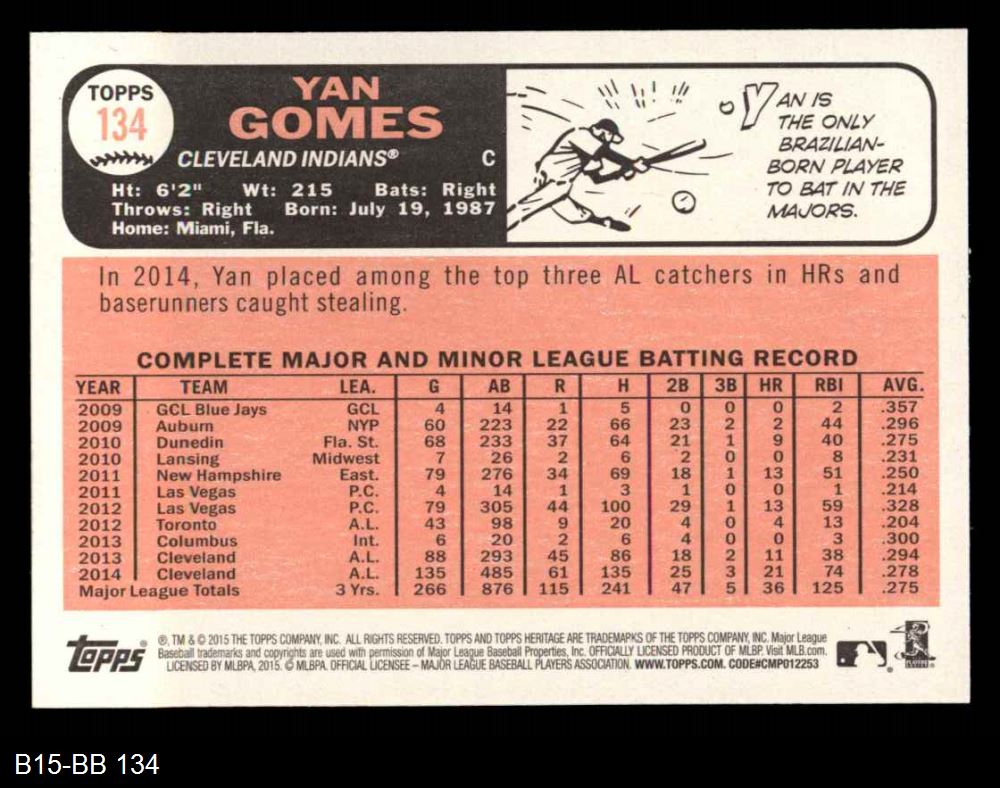 TOPPS
134
YAN
GOMES
CLEVELAND INDIANS® C
Ht: 6'2" Wt: 215 Bats: Right
Throws: Right Born: July 19, 1987
Home: Miami, Fla.
YAN IS
THE ONLY
BRAZILIAN-
BORN PLAYER
TO BAT IN THE
MAJORS.
In 2014, Yan placed among the top three AL catchers in HRs and
baserunners caught stealing.
COMPLETE MAJOR AND MINOR LEAGUE BATTING RECORD
YEAR TEAM LEA. G AB R H 2B 3B HR RBI AVG.
2009 GCL Blue Jays GCL 4 14 1 5 0 0 0 2 .357
2009 Auburn NYP 60 223 22 66 23 2 2 44 .296
2010 Dunedin Fla. St. 68 233 37 64 21 1 9 40 .275
2010 Lansing Midwest 7 26 2 6 2 0 0 8 .231
2011 New Hampshire East. 79 276 34 69 18 1 13 51 .250
2011 Las Vegas P.C. 4 14 1 3 1 0 0 1 .214
2012 Las Vegas P.C. 79 305 44 100 29 1 13 59 .328
2012 Toronto A.L. 43 98 9 20 4 0 4 13 .204
2013 Columbus Int. 6 20 2 6 4 0 0 3 .300
2013 Cleveland A.L. 88 293 45 86 18 2 11 38 .294
2014 Cleveland A.L. 135 485 61 135 25 3 21 74 .278
Major League Totals 3 Yrs. 266 876 115 241 47 5 36 125 .275
topps
®, TM & © 2015 THE TOPPS COMPANY, INC. ALL RIGHTS RESERVED. TOPPS AND TOPPS HERITAGE ARE TRADEMARKS OF THE TOPPS COMPANY, INC. Major League
Baseball trademarks and copyrights are used with permission of Major League Baseball Properties, Inc. OFFICIALLY LICENSED PRODUCT OF MLBP. Visit MLB.com.
LICENSED BY MLBPA, 2015. © MLBPA. OFFICIAL LICENSEE – MAJOR LEAGUE BASEBALL PLAYERS ASSOCIATION. WWW.TOPPS.COM. CODE#CMP012253
B15-BB 134